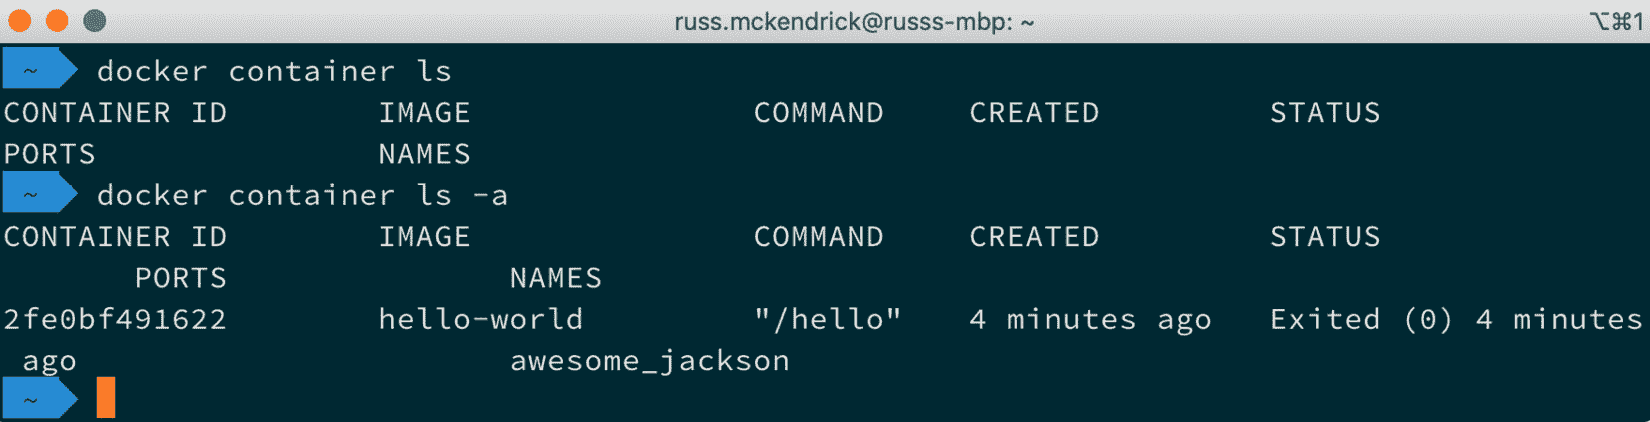 russ.mckendrick@russs-mbp: ~ ⌥⌘1
~ docker container ls
CONTAINER ID IMAGE COMMAND CREATED STATUS
PORTS NAMES
~ docker container ls -a
CONTAINER ID IMAGE COMMAND CREATED STATUS
PORTS NAMES
2fe0bf491622 hello-world "/hello" 4 minutes ago Exited (0) 4 minutes
ago awesome_jackson
~